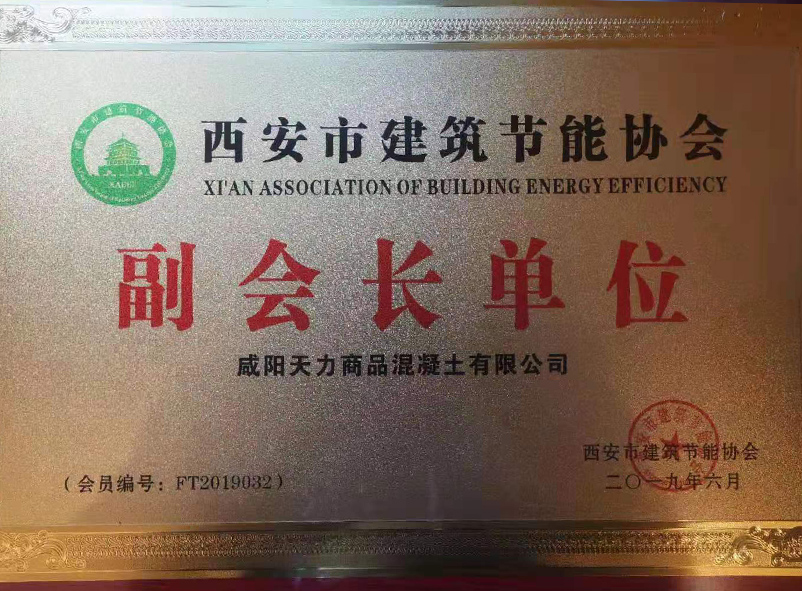 西安市建筑节能协会
XI'AN ASSOCIATION OF BUILDING ENERGY EFFICIENCY
副会长单位
咸阳天力商品混凝土有限公司
西安市建筑节能协会
(会员编号：FT2019032)
二〇一九年六月